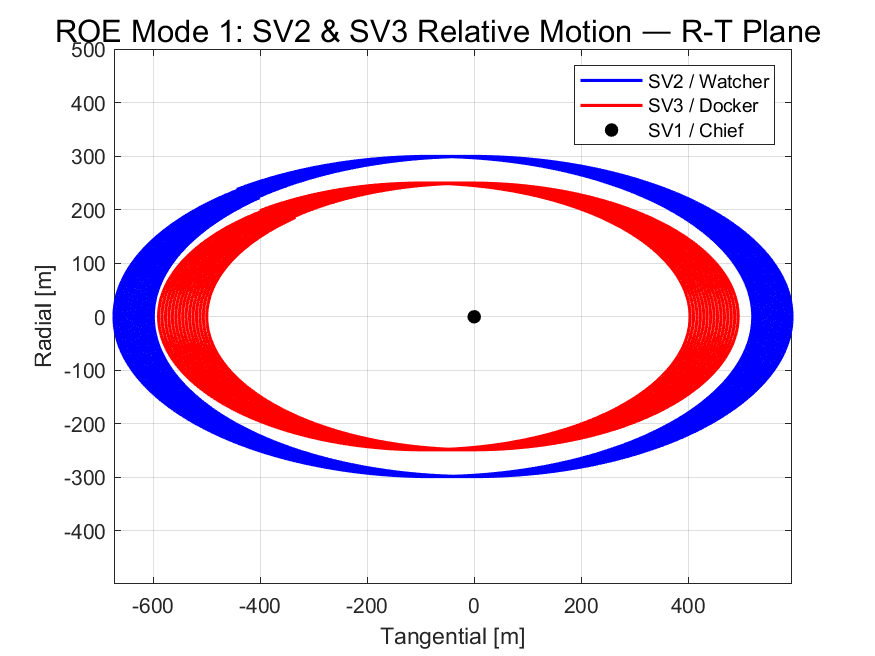 ROE Mode 1: SV2 & SV3 Relative Motion — R-T Plane
SV2 / Watcher
SV3 / Docker
SV1 / Chief
500
400
300
200
100
0
-100
-200
-300
-400
Radial [m]
-600 -400 -200 0 200 400
Tangential [m]